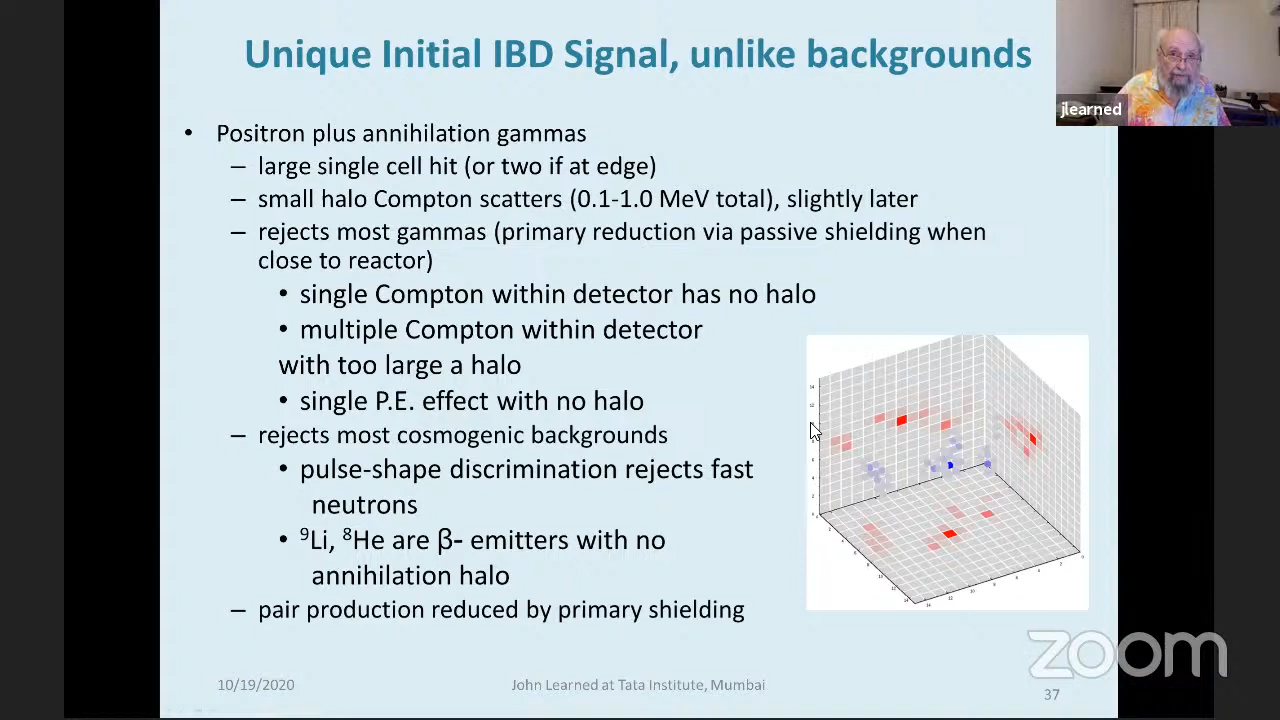 Unique Initial IBD Signal, unlike backgrounds
jlearned
• Positron plus annihilation gammas
– large single cell hit (or two if at edge)
– small halo Compton scatters (0.1-1.0 MeV total), slightly later
– rejects most gammas (primary reduction via passive shielding when
close to reactor)
• single Compton within detector has no halo
• multiple Compton within detector
with too large a halo
• single P.E. effect with no halo
– rejects most cosmogenic backgrounds
• pulse-shape discrimination rejects fast
neutrons
• ⁹Li, ⁸He are β- emitters with no
annihilation halo
– pair production reduced by primary shielding
zoom
10/19/2020
John Learned at Tata Institute, Mumbai
37